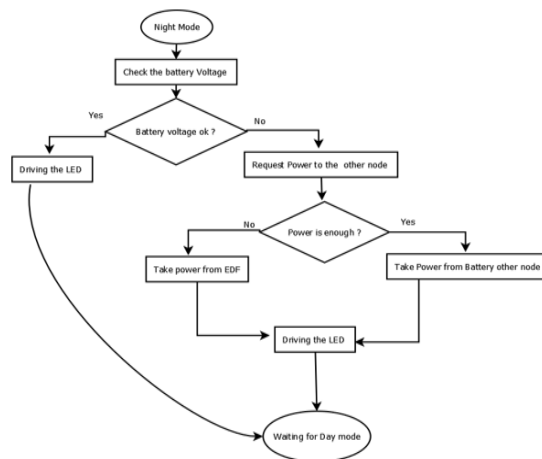 Night Mode
Check the battery Voltage
Yes
Battery voltage ok ?
No
Driving the LED
Request Power to the other node
No
Power is enough ?
Yes
Take power from EDF
Take Power from Battery other node
Driving the LED
Waiting for Day mode